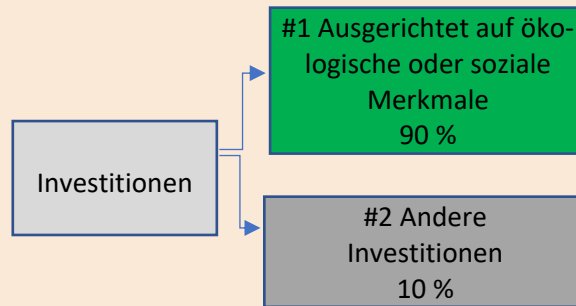 #1 Ausgerichtet auf öko-
logische oder soziale
Merkmale
90 %
Investitionen
#2 Andere
Investitionen
10 %